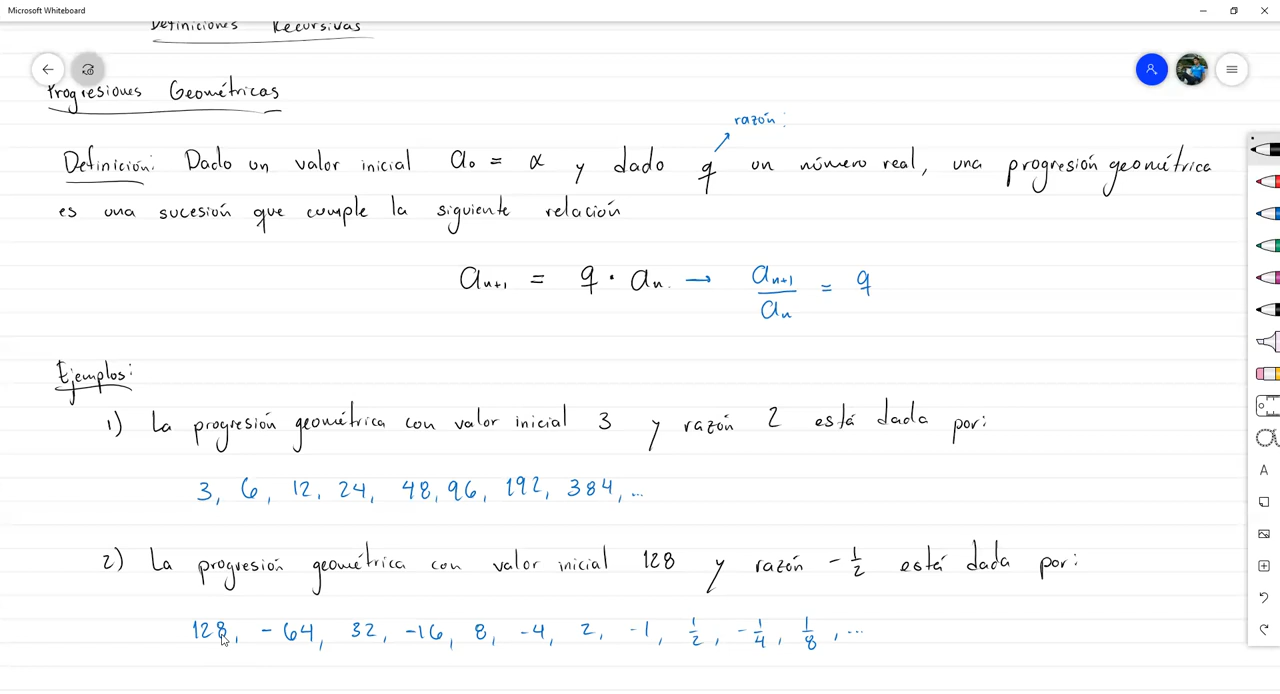 Microsoft Whiteboard
Definiciones Recursivas
Progresiones Geométricas
razón:
Definición: Dado un valor inicial a₀ = α y dado q un número real, una progresión geométrica
es una sucesión que cumple la siguiente relación
aₙ₊₁ = q · aₙ. → aₙ₊₁/aₙ = q
Ejemplos:
1) La progresión geométrica con valor inicial 3 y razón 2 está dada por:
3, 6, 12, 24, 48, 96, 192, 384, ...
2) La progresión geométrica con valor inicial 128 y razón -1/2 está dada por:
128, -64, 32, -16, 8, -4, 2, -1, 1/2, -1/4, 1/8, ...
A